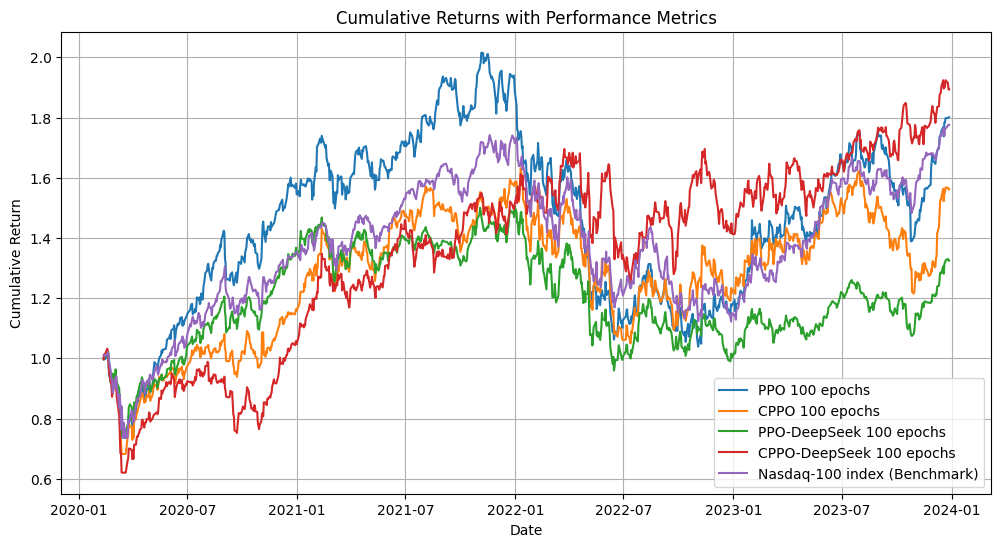 Cumulative Returns with Performance Metrics
Cumulative Return
2.0
1.8
1.6
1.4
1.2
1.0
0.8
0.6
PPO 100 epochs
CPPO 100 epochs
PPO-DeepSeek 100 epochs
CPPO-DeepSeek 100 epochs
Nasdaq-100 index (Benchmark)
2020-01
2020-07
2021-01
2021-07
2022-01
2022-07
2023-01
2023-07
2024-01
Date